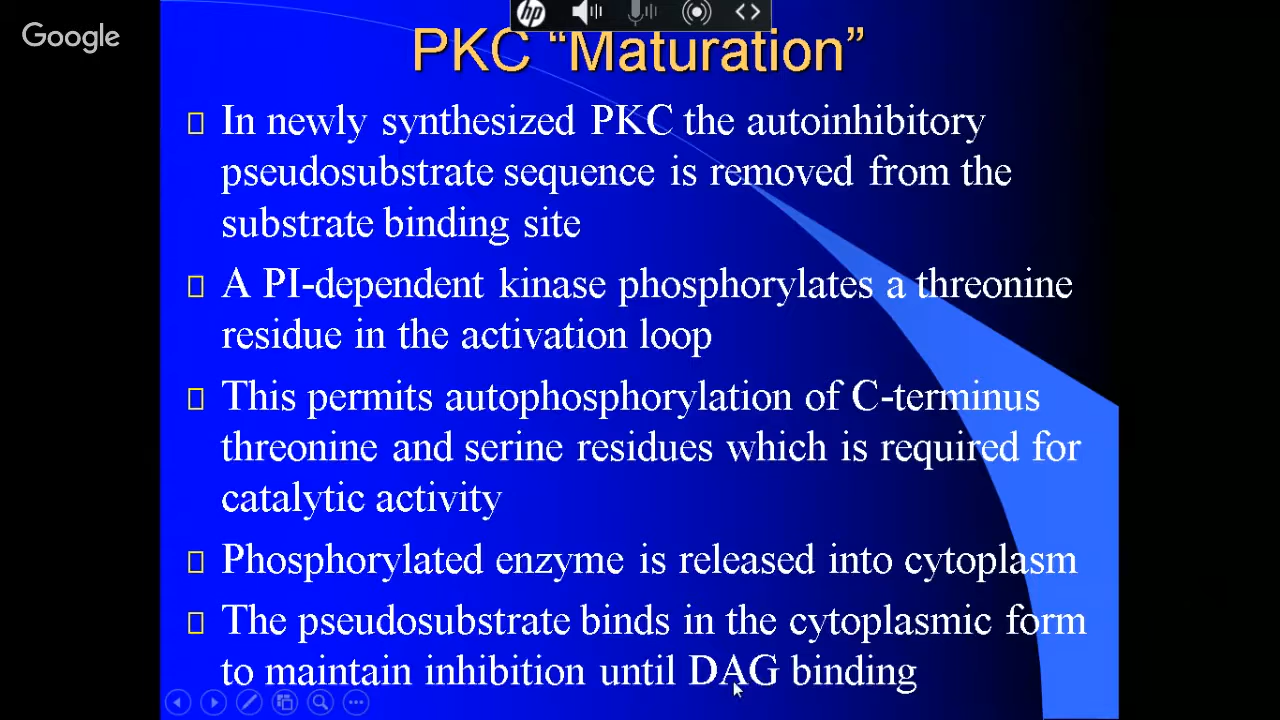 Google
hp
PKC “Maturation”
In newly synthesized PKC the autoinhibitory
pseudosubstrate sequence is removed from the
substrate binding site
A PI-dependent kinase phosphorylates a threonine
residue in the activation loop
This permits autophosphorylation of C-terminus
threonine and serine residues which is required for
catalytic activity
Phosphorylated enzyme is released into cytoplasm
The pseudosubstrate binds in the cytoplasmic form
to maintain inhibition until DAG binding